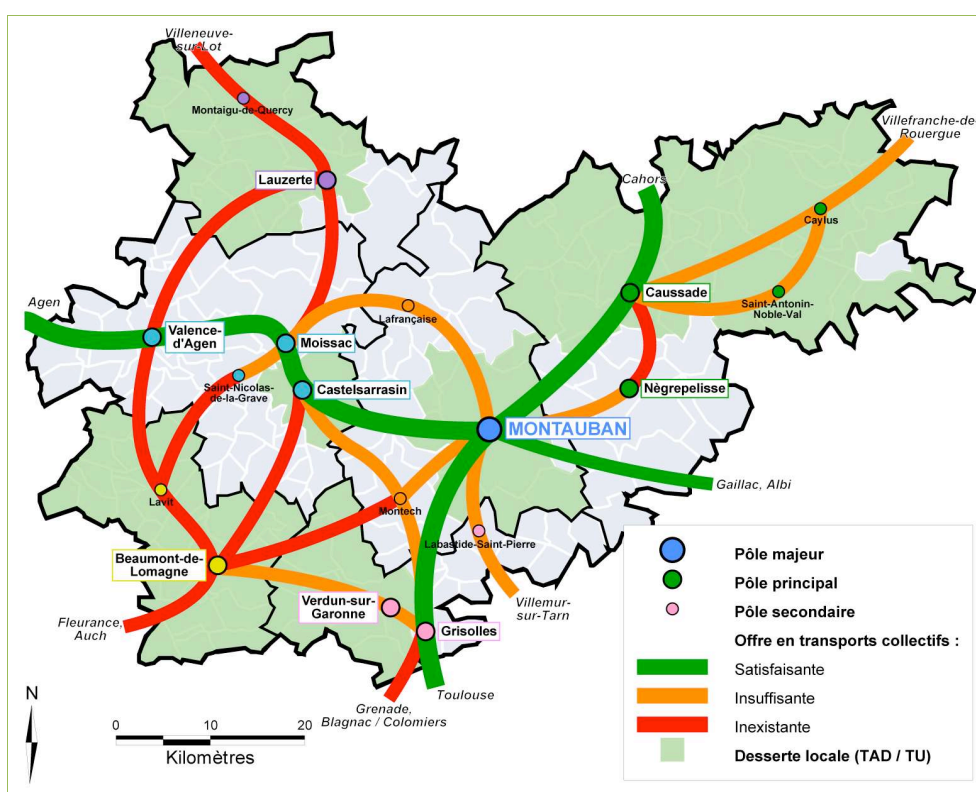 Villeneuve-
sur-Lot
Montaigu-de-Quercy
Villefranche-de-
Rouergue
Lauzerte
Cahors
Caylus
Agen
Caussade
Saint-Antonin-
Noble-Val
Lafrançaise
Valence-
d'Agen
Moissac
Saint-Nicolas-
de-la-Grave
Castelsarrasin
Nègrepelisse
MONTAUBAN
Gaillac, Albi
Lavit
Montech
Labastide-Saint-Pierre
Beaumont-de-
Lomagne
Verdun-sur-
Garonne
Villemur-
sur-Tarn
Fleurance,
Auch
Grisolles
Toulouse
Grenade,
Blagnac / Colomiers
N
0 10 20
Kilomètres
Pôle majeur
Pôle principal
Pôle secondaire
Offre en transports collectifs :
Satisfaisante
Insuffisante
Inexistante
Desserte locale (TAD / TU)